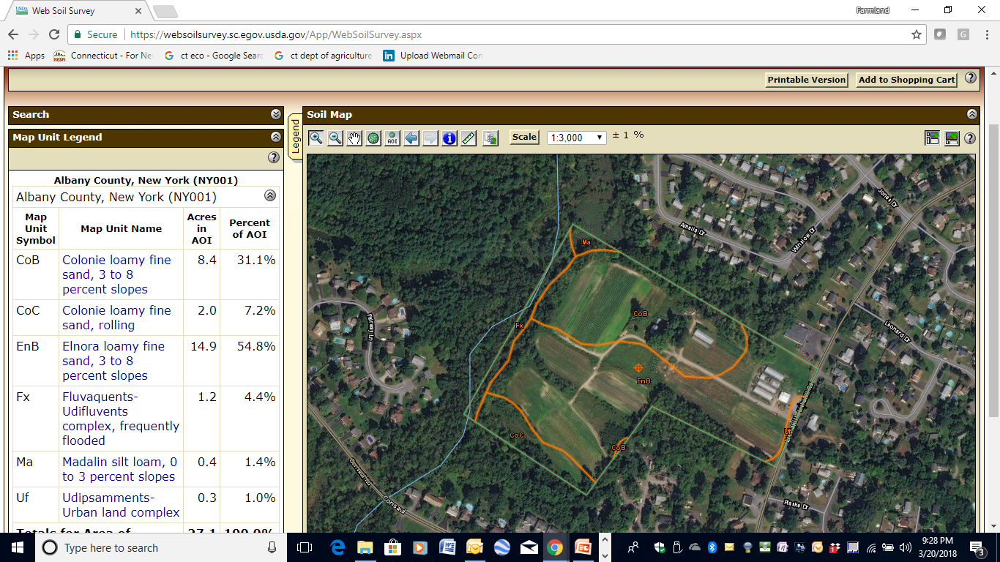 USDA
Web Soil Survey
Farmland
Secure
https://websoilsurvey.sc.egov.usda.gov/App/WebSoilSurvey.aspx
G
Apps
NESFI
Connecticut - For Ne
G
ct eco - Google Searc
G
ct dept of agriculture
in
Upload Webmail Con
Printable Version
Add to Shopping Cart
?
Search
Map Unit Legend
?
Albany County, New York (NY001)
Albany County, New York (NY001)
Map Unit Symbol
Map Unit Name
Acres in AOI
Percent of AOI
CoB
Colonie loamy fine
sand, 3 to 8
percent slopes
8.4
31.1%
CoC
Colonie loamy fine
sand, rolling
2.0
7.2%
EnB
Elnora loamy fine
sand, 3 to 8
percent slopes
14.9
54.8%
Fx
Fluvaquents-
Udifluvents
complex, frequently
flooded
1.2
4.4%
Ma
Madalin silt loam, 0
to 3 percent slopes
0.4
1.4%
Uf
Udipsamments-
Urban land complex
0.3
1.0%
Totals for Area of
27.1
100.0%
Legend
Soil Map
AOI
i
Scale
1:3,000
± 1 %
?
Ma
CoB
Fx
EnB
CoC
CoB
Uf
Amelia Dr
Winslow Dr
Jones Dr
Leonard Dr
Fairway Ln
Consaul
Type here to search
9:28 PM
3/20/2018
3